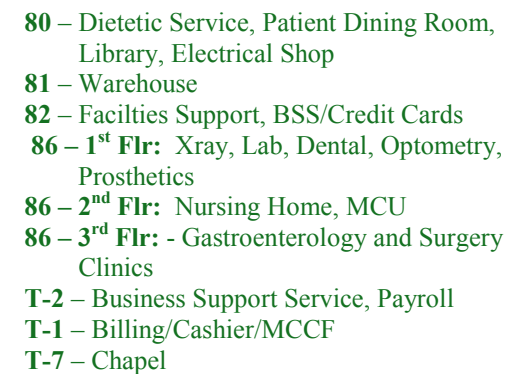 80 – Dietetic Service, Patient Dining Room,
Library, Electrical Shop
81 – Warehouse
82 – Facilties Support, BSS/Credit Cards
86 – 1st Flr: Xray, Lab, Dental, Optometry,
Prosthetics
86 – 2nd Flr: Nursing Home, MCU
86 – 3rd Flr: - Gastroenterology and Surgery
Clinics
T-2 – Business Support Service, Payroll
T-1 – Billing/Cashier/MCCF
T-7 – Chapel